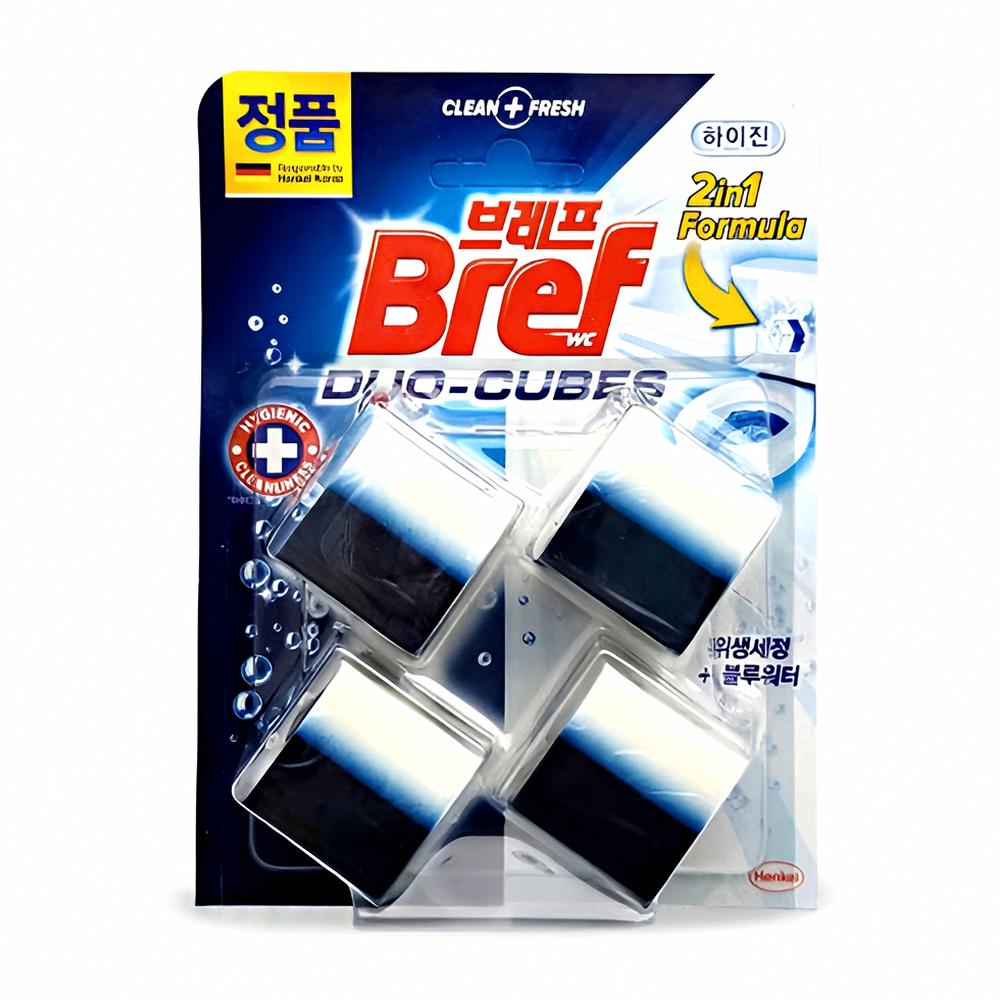 정품
CLEAN + FRESH
하이진
2in1
Formula
브레프
Bref
WC
DUO-CUBES
HYGIENIC
위생세정
+ 블루워터
Henkel